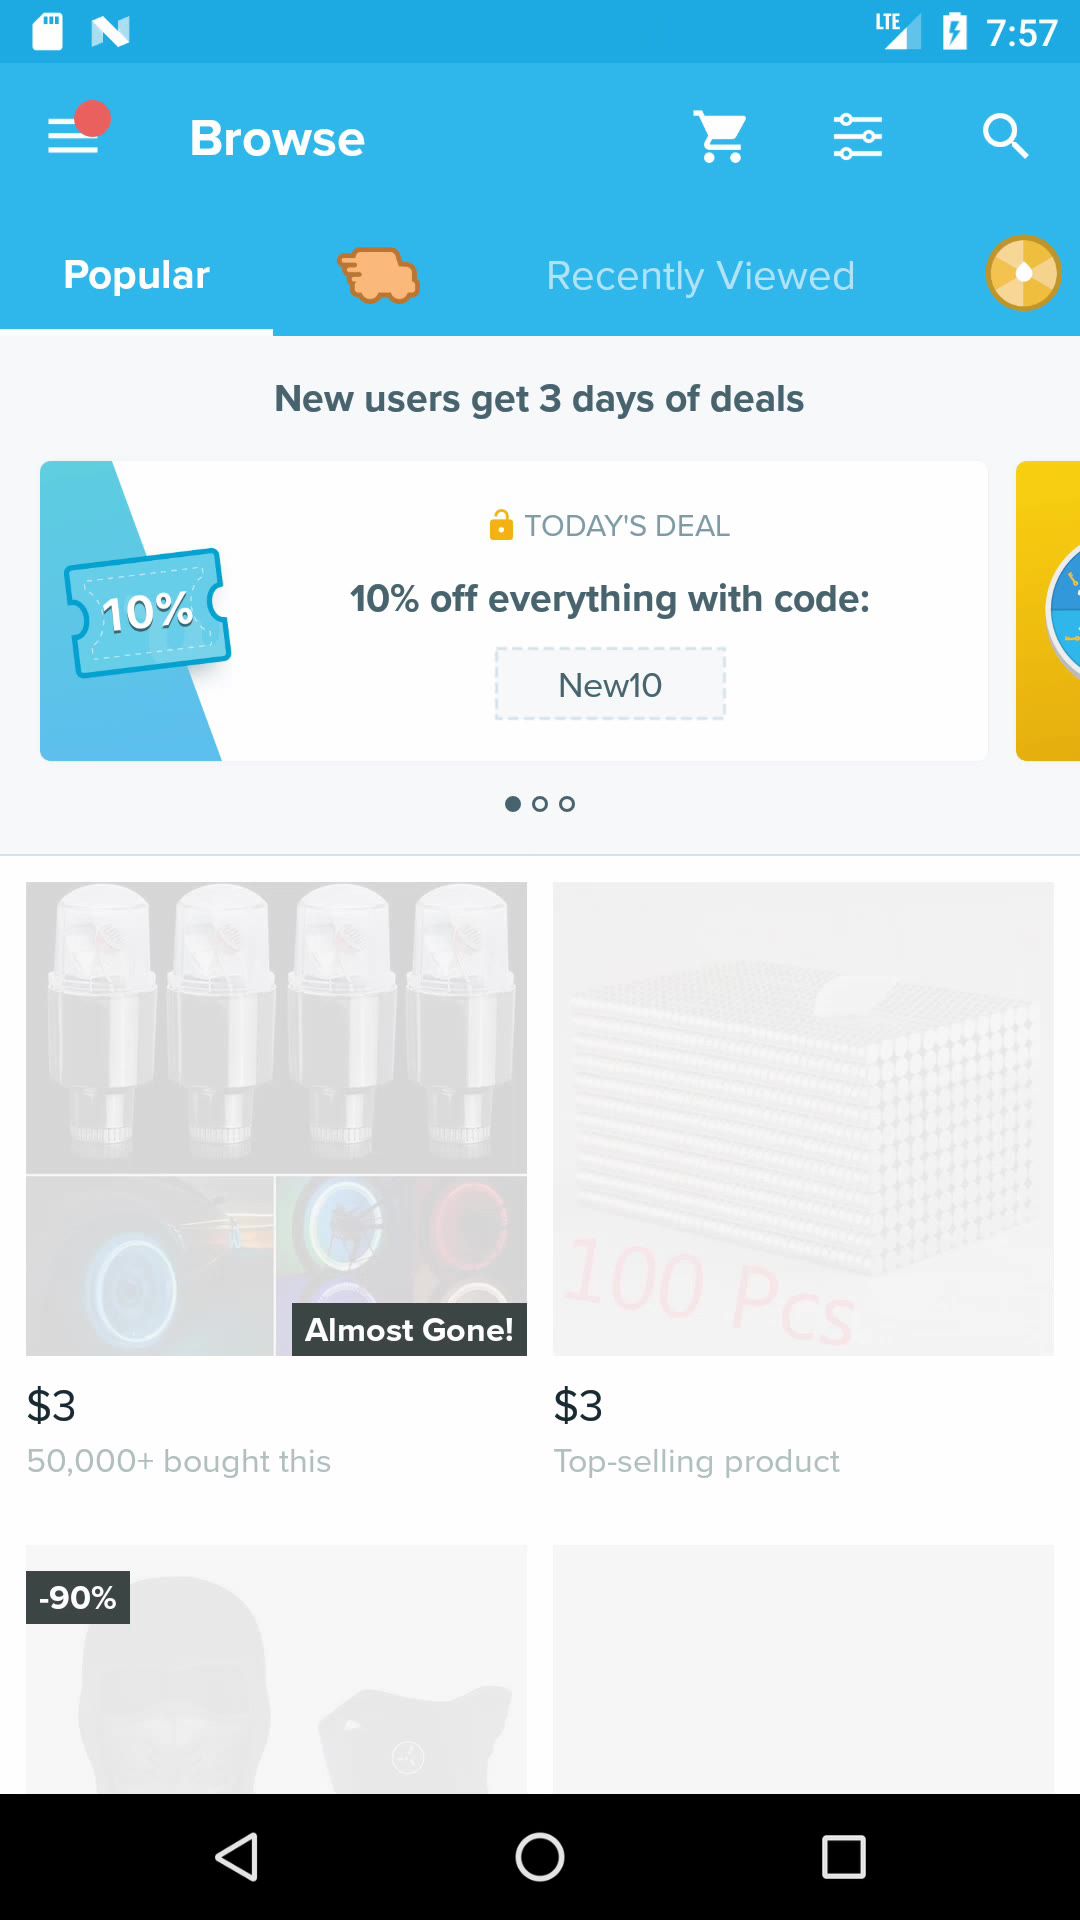 LTE
7:57
Browse
Popular
Recently Viewed
New users get 3 days of deals
TODAY'S DEAL
10% off everything with code:
10%
New10
100 Pcs
Almost Gone!
$3
$3
50,000+ bought this
Top-selling product
-90%